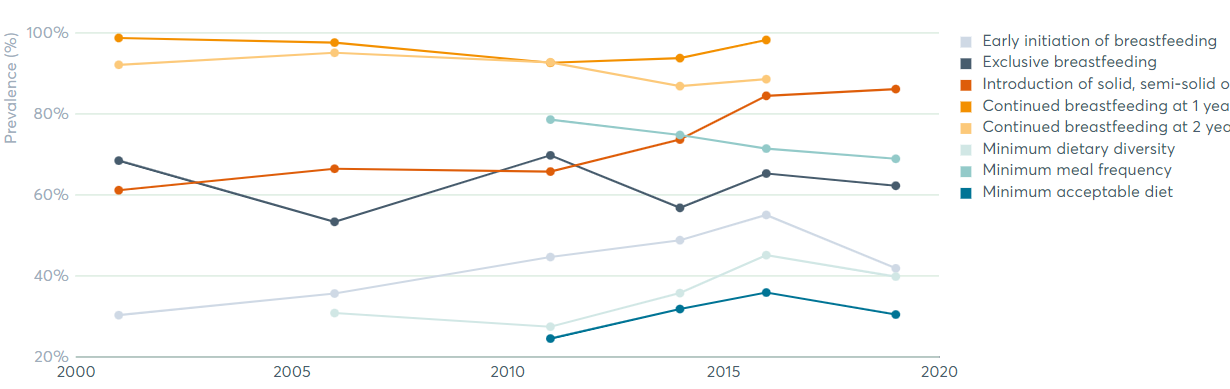 Prevalence (%)
100%
80%
60%
40%
20%
2000 2005 2010 2015 2020
Early initiation of breastfeeding
Exclusive breastfeeding
Introduction of solid, semi-solid o
Continued breastfeeding at 1 yea
Continued breastfeeding at 2 yea
Minimum dietary diversity
Minimum meal frequency
Minimum acceptable diet